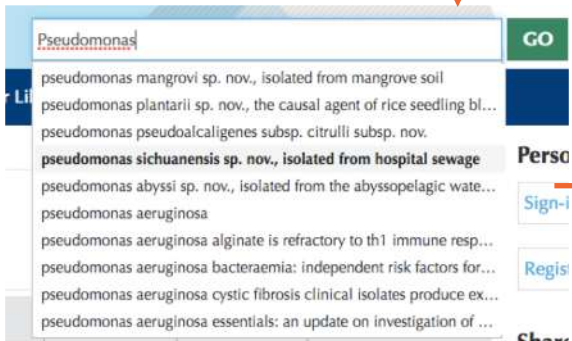 Pseudomonas
GO
r Li
pseudomonas mangrovi sp. nov., isolated from mangrove soil
pseudomonas plantarii sp. nov., the causal agent of rice seedling bl...
pseudomonas pseudoalcaligenes subsp. citrulli subsp. nov.
pseudomonas sichuanensis sp. nov., isolated from hospital sewage
Perso
pseudomonas abyssi sp. nov., isolated from the abyssopelagic wate...
Sign-i
pseudomonas aeruginosa
pseudomonas aeruginosa alginate is refractory to th1 immune resp...
pseudomonas aeruginosa bacteraemia: independent risk factors for...
Regist
pseudomonas aeruginosa cystic fibrosis clinical isolates produce ex...
pseudomonas aeruginosa essentials: an update on investigation of ...